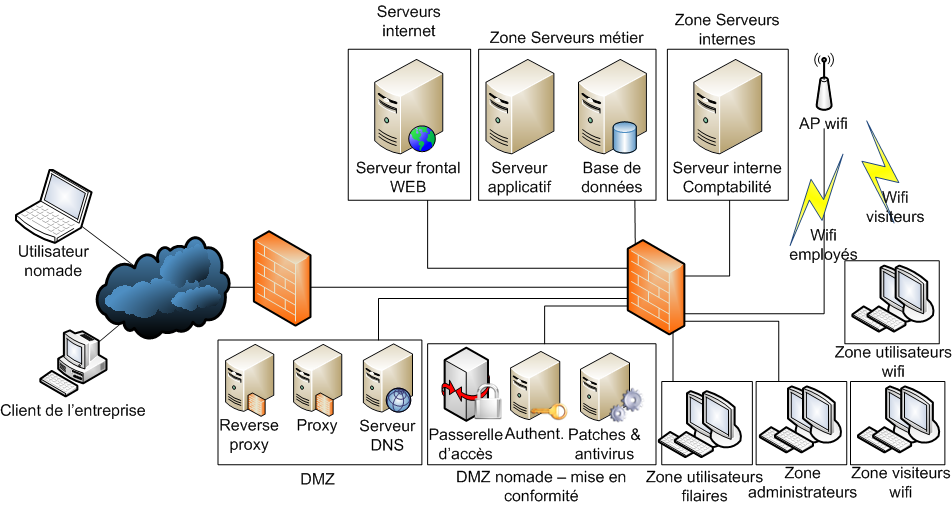 Serveurs
internet
Zone Serveurs métier
Zone Serveurs
internes
Serveur frontal
WEB
Serveur
applicatif
Base de
données
Serveur interne
Comptabilité
AP wifi
Wifi
visiteurs
Wifi
employés
Utilisateur
nomade
Client de l’entreprise
Reverse
proxy
Proxy
Serveur
DNS
DMZ
Passerelle
d’accès
Authent.
Patches &
antivirus
DMZ nomade – mise en
conformité
Zone utilisateurs
wifi
Zone utilisateurs
filaires
Zone
administrateurs
Zone visiteurs
wifi